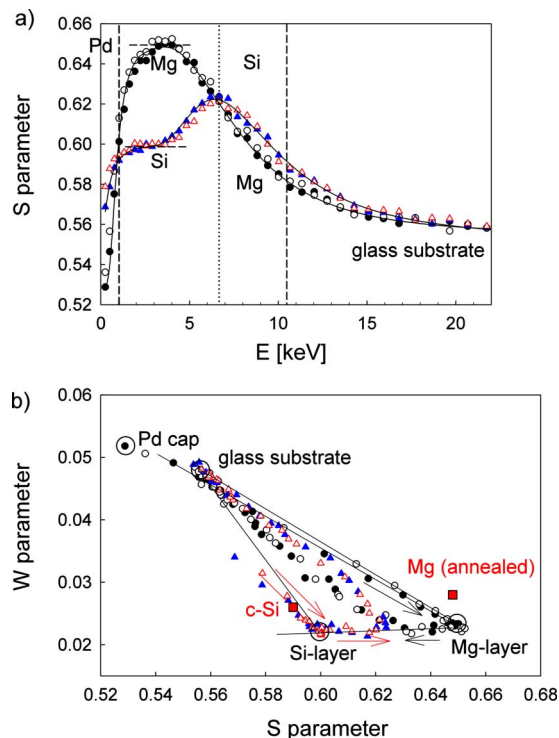 a)
0.66
0.64
0.62
0.60
0.58
0.56
0.54
0.52
S parameter
Pd
Mg
Si
Si
Mg
glass substrate
0 5 10 15 20
E [keV]
b)
0.06
0.05
0.04
0.03
0.02
0.01
W parameter
Pd cap
glass substrate
Mg (annealed)
c-Si
Si-layer
Mg-layer
0.52 0.54 0.56 0.58 0.60 0.62 0.64 0.66 0.68
S parameter